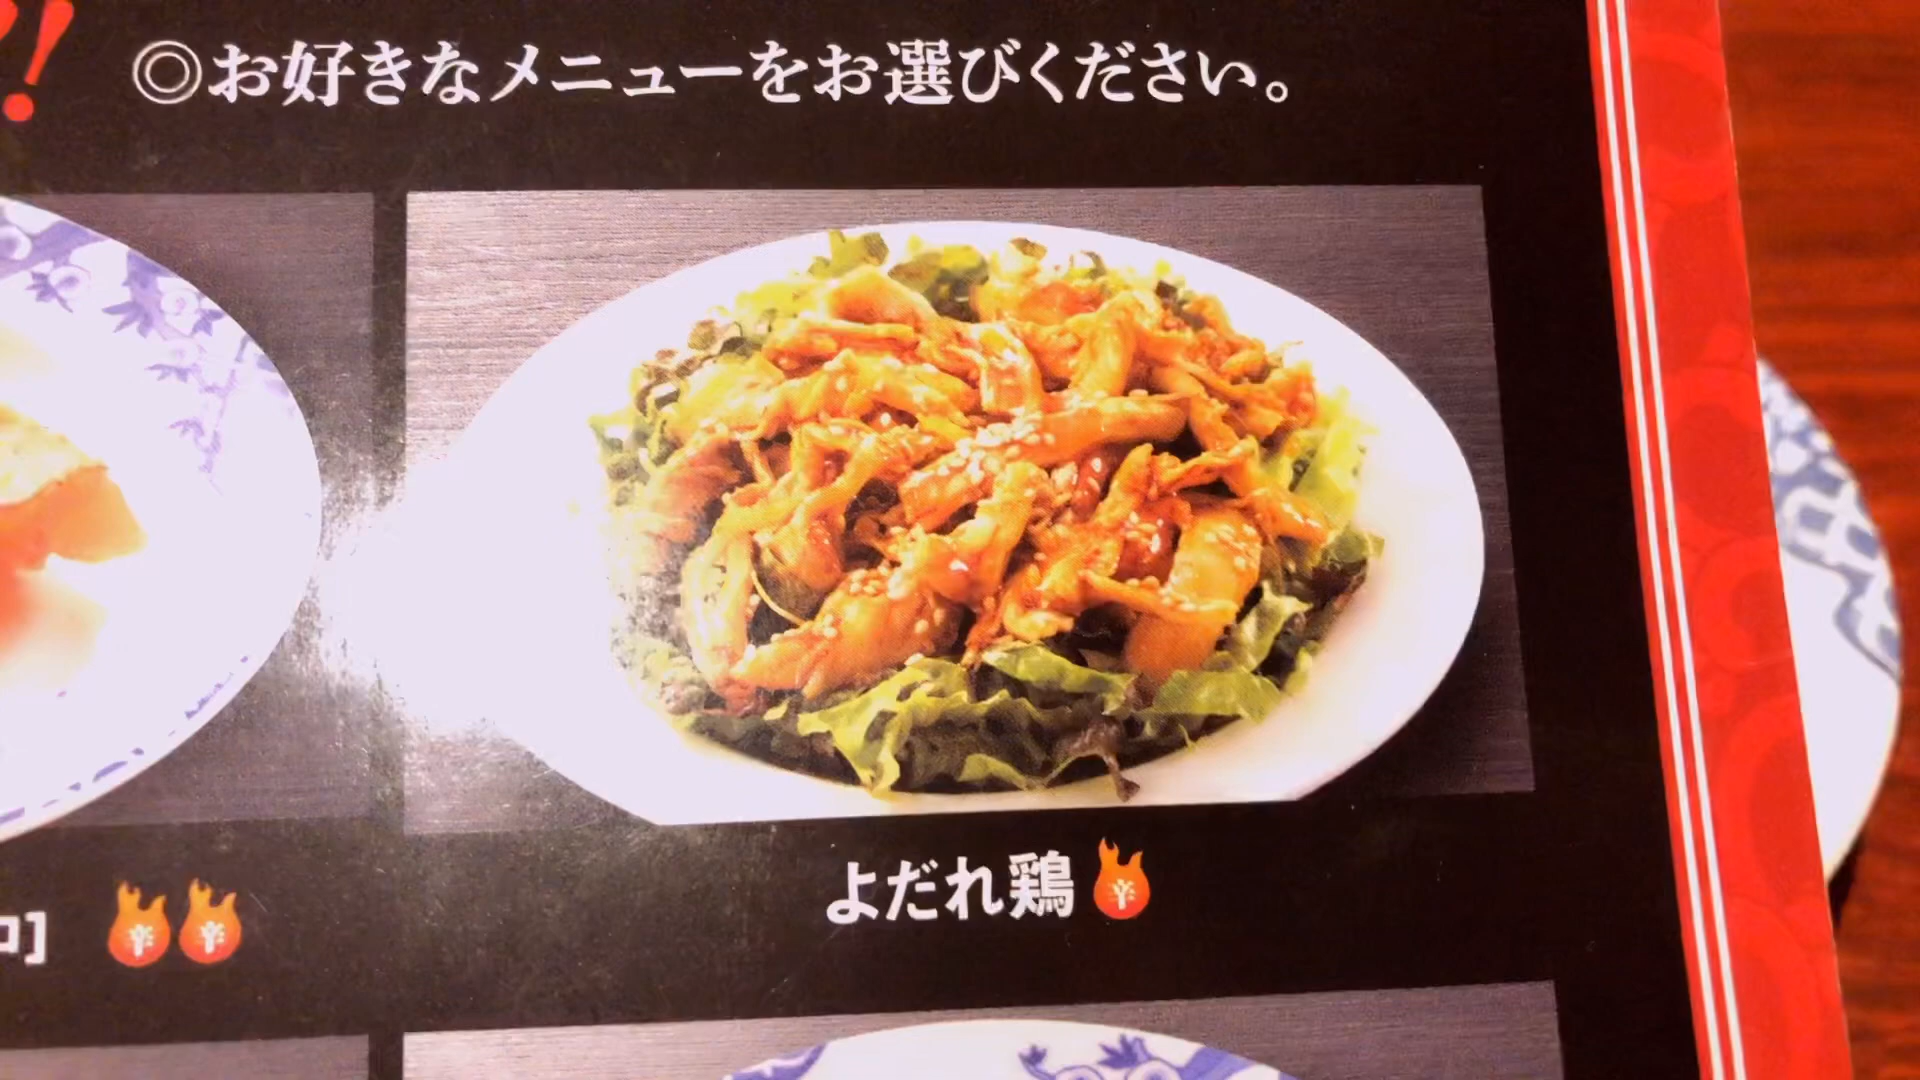 !
◎お好きなメニューをお選びください。
よだれ鶏 辛
ロ] 辛 辛